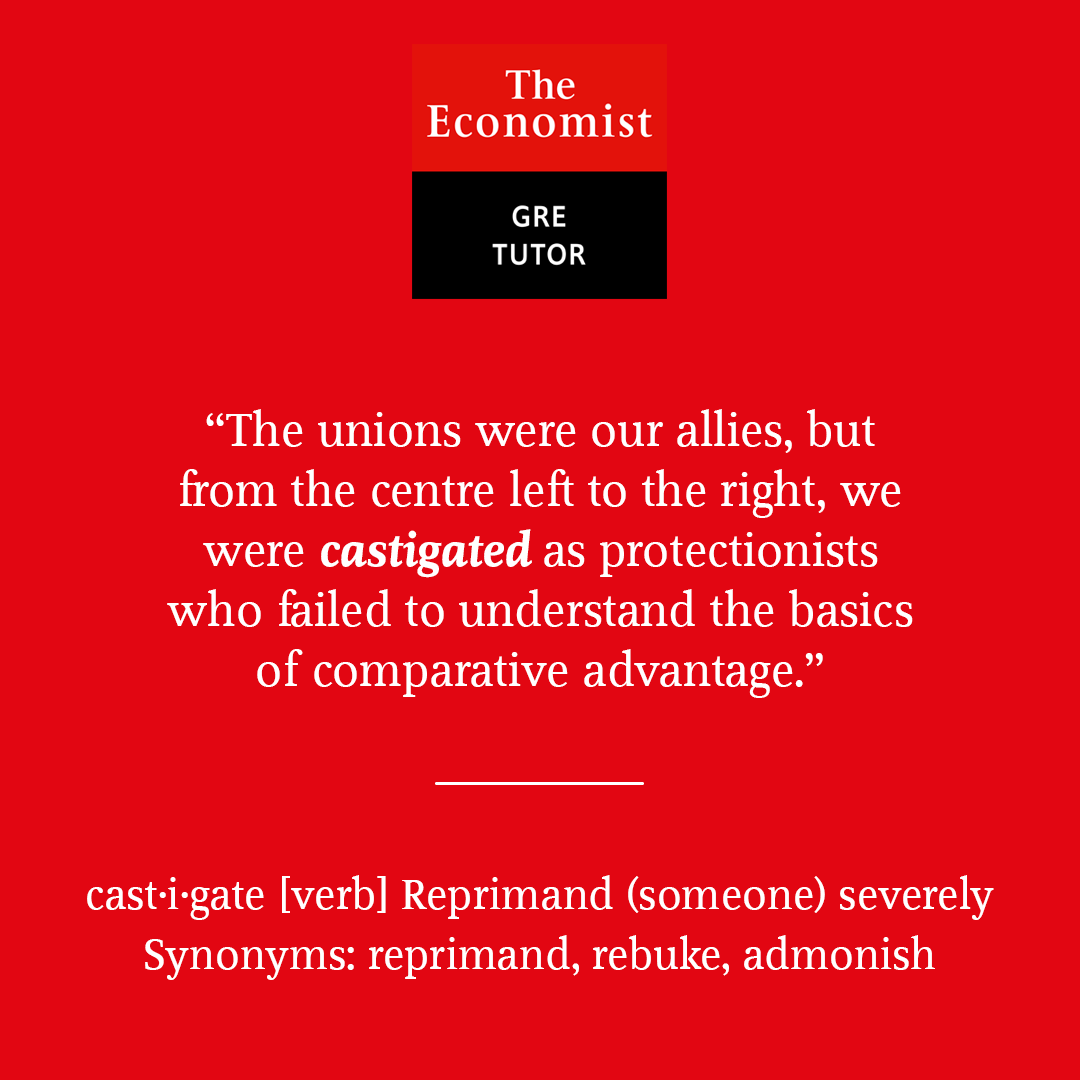 The
Economist
GRE
TUTOR
“The unions were our allies, but
from the centre left to the right, we
were castigated as protectionists
who failed to understand the basics
of comparative advantage.”
cast·i·gate [verb] Reprimand (someone) severely
Synonyms: reprimand, rebuke, admonish